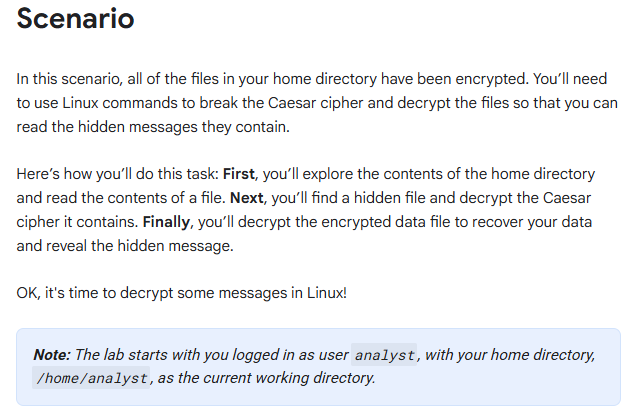 Scenario
In this scenario, all of the files in your home directory have been encrypted. You’ll need
to use Linux commands to break the Caesar cipher and decrypt the files so that you can
read the hidden messages they contain.
Here’s how you’ll do this task: First, you’ll explore the contents of the home directory
and read the contents of a file. Next, you’ll find a hidden file and decrypt the Caesar
cipher it contains. Finally, you’ll decrypt the encrypted data file to recover your data
and reveal the hidden message.
OK, it's time to decrypt some messages in Linux!
Note: The lab starts with you logged in as user analyst, with your home directory,
/home/analyst, as the current working directory.